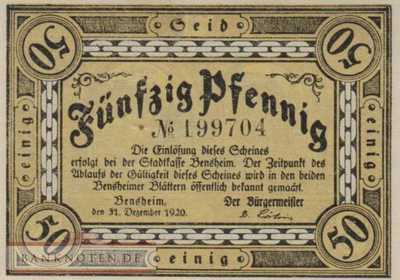 50 Seid 50
Fünfzig Pfennig
№ 199704
Die Einlösung dieses Scheines
erfolgt bei der Stadtkasse Bensheim. Der Zeitpunkt des
Ablaufs der Gültigkeit dieses Scheines wird in den beiden
Bensheimer Blättern öffentlich bekannt gemacht.
Bensheim, Der Bürgermeister
den 31. Dezember 1920.
einig
einig
50 einig 50
BANKNOTEN.DE